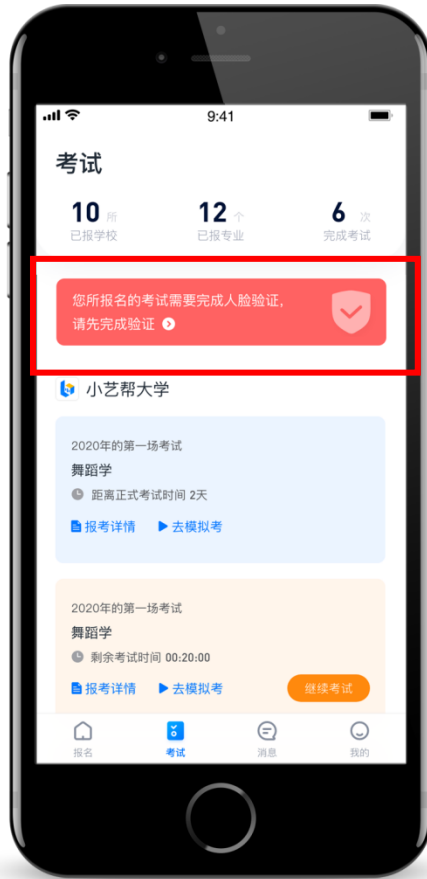 9:41
考试
10 所
12 个
6 次
已报学校
已报专业
完成考试
您所报名的考试需要完成人脸验证,
请先完成验证
小艺帮大学
2020年的第一场考试
舞蹈学
距离正式考试时间 2天
报考详情 去模拟考
2020年的第一场考试
舞蹈学
剩余考试时间 00:20:00
报考详情 去模拟考 继续考试
报名 考试 消息 我的